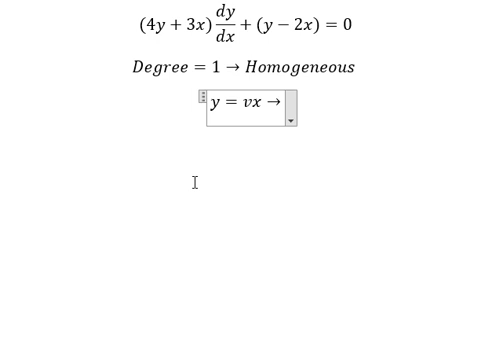 (4y + 3x) dy/dx + (y − 2x) = 0
Degree = 1 → Homogeneous
y = vx →